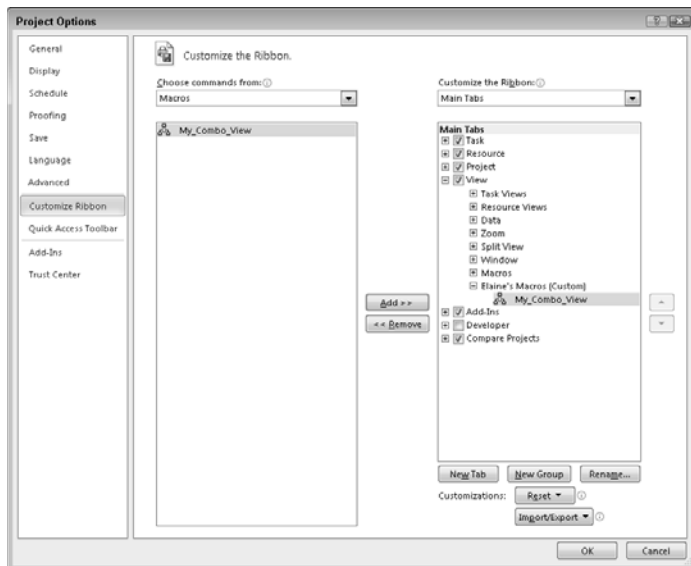 Project Options
General
Display
Schedule
Proofing
Save
Language
Advanced
Customize Ribbon
Quick Access Toolbar
Add-Ins
Trust Center
Customize the Ribbon.
Choose commands from:
Macros
My_Combo_View
Add >>
<< Remove
Customize the Ribbon:
Main Tabs
Main Tabs
Task
Resource
Project
View
Task Views
Resource Views
Data
Zoom
Split View
Window
Macros
Elaine's Macros (Custom)
My_Combo_View
Add-Ins
Developer
Compare Projects
New Tab
New Group
Rename...
Customizations:
Reset
Import/Export
OK
Cancel